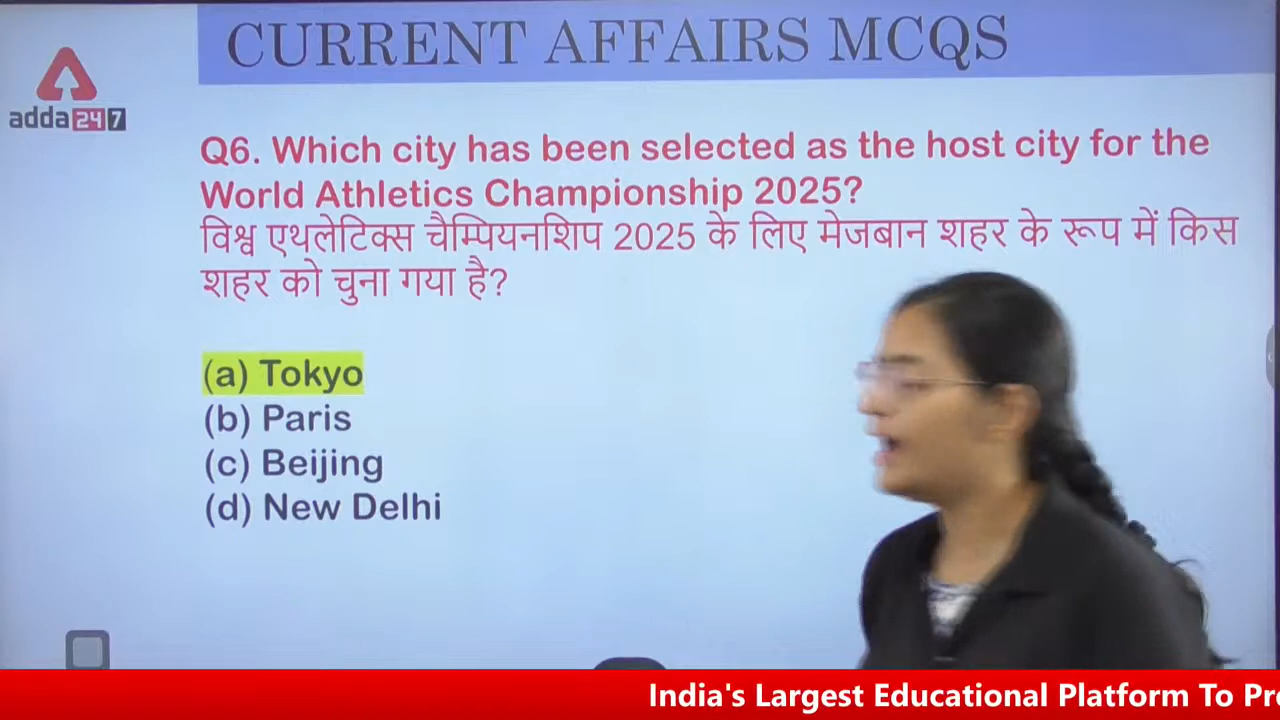 CURRENT AFFAIRS MCQS
adda247
Q6. Which city has been selected as the host city for the
World Athletics Championship 2025?
विश्व एथलेटिक्स चैम्पियनशिप 2025 के लिए मेजबान शहर के रूप में किस
शहर को चुना गया है?
(a) Tokyo
(b) Paris
(c) Beijing
(d) New Delhi
India's Largest Educational Platform To Pre